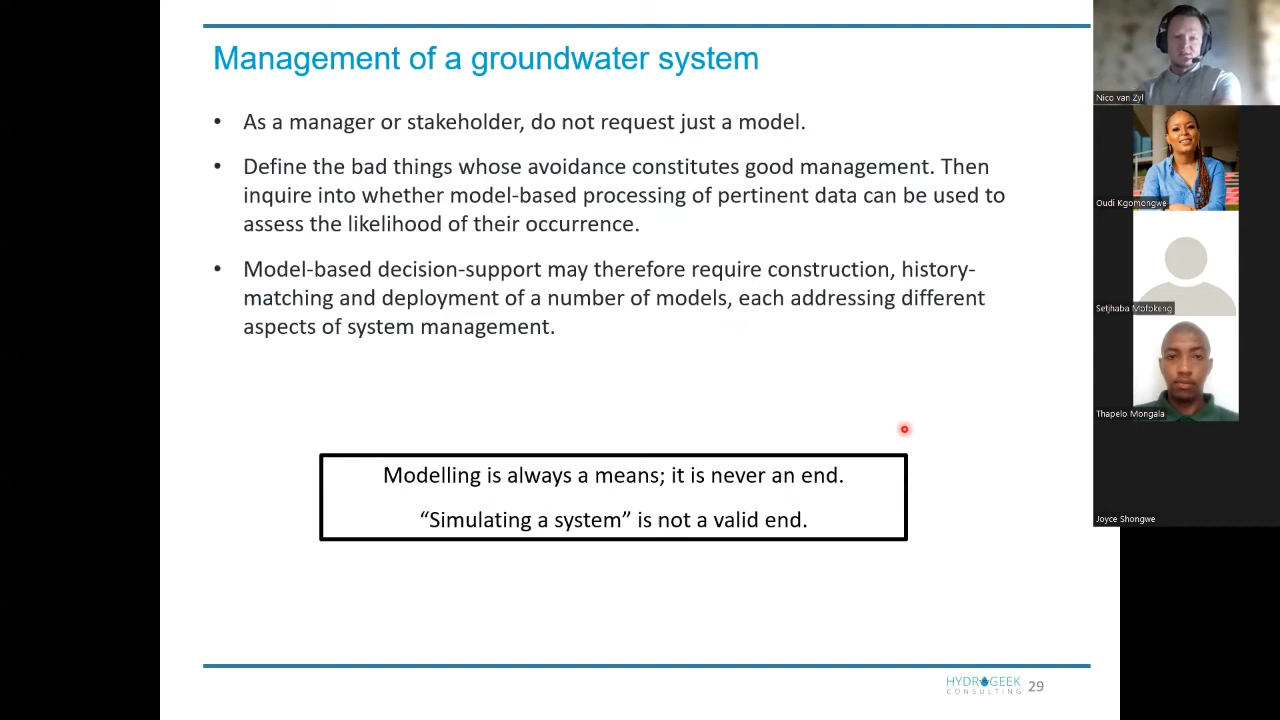 Management of a groundwater system
• As a manager or stakeholder, do not request just a model.
• Define the bad things whose avoidance constitutes good management. Then
inquire into whether model-based processing of pertinent data can be used to
assess the likelihood of their occurrence.
• Model-based decision-support may therefore require construction, history-
matching and deployment of a number of models, each addressing different
aspects of system management.
Modelling is always a means; it is never an end.
“Simulating a system” is not a valid end.
HYDROGEEK
CONSULTING
29
Nico van Zyl
Oudi Kgomongwe
Setjhaba Mofokeng
Thapelo Mongala
Joyce Shongwe